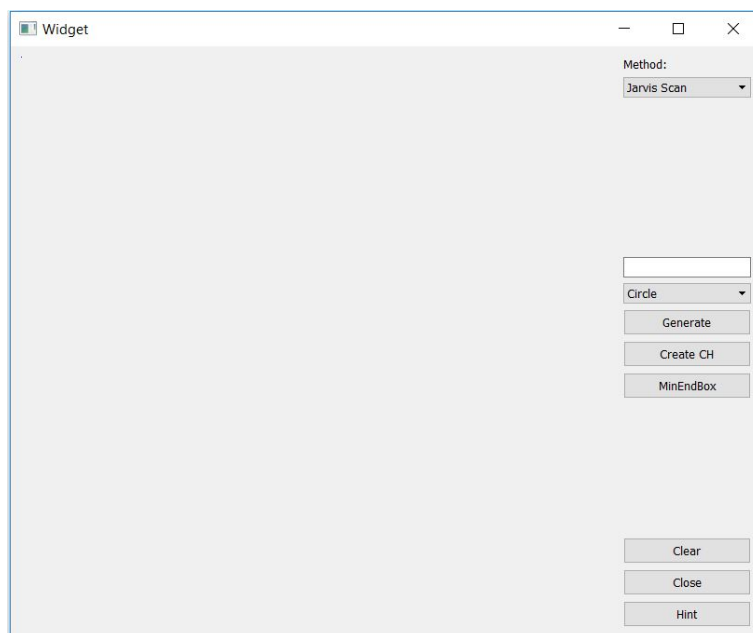 Widget
Method:
Jarvis Scan
Circle
Generate
Create CH
MinEndBox
Clear
Close
Hint